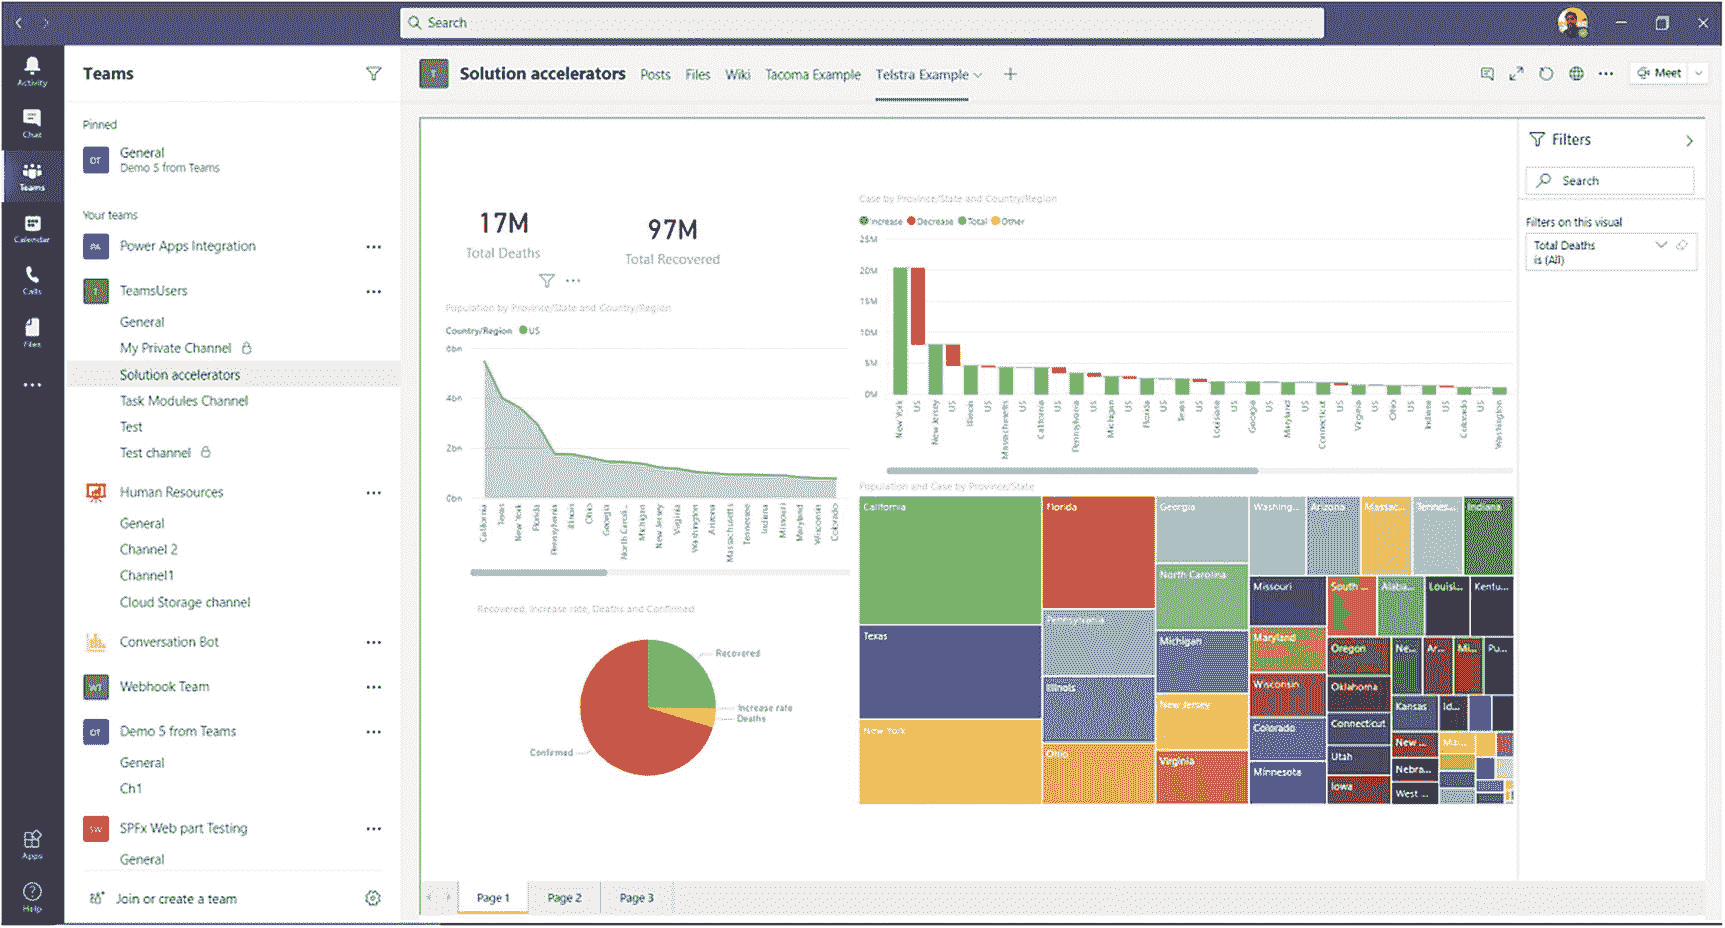 Search
Activity
Chat
Teams
Calendar
Calls
Files
Apps
Help
Teams
Pinned
OT
General
Demo 5 from Teams
Your teams
PA
Power Apps Integration
T
TeamsUsers
General
My Private Channel
Solution accelerators
Task Modules Channel
Test
Test channel
Human Resources
General
Channel 2
Channel1
Cloud Storage channel
Conversation Bot
WT
Webhook Team
OT
Demo 5 from Teams
General
Ch1
SW
SPFx Web part Testing
General
Join or create a team
T
Solution accelerators Posts Files Wiki Tacoma Example Telstra Example
Meet
17M
Total Deaths
97M
Total Recovered
Population by Province/State and Country/Region
Country/Region US
6bn
4bn
2bn
0bn
California
Texas
New York
Florida
Pennsylvania
Illinois
Ohio
Georgia
North Caroli...
Michigan
New Jersey
Virginia
Washington
Arizona
Massachusetts
Tennessee
Indiana
Missouri
Maryland
Wisconsin
Colorado
Recovered, Increase rate, Deaths and Confirmed
Recovered
Increase rate
Deaths
Confirmed
Case by Province/State and Country/Region
Increase Decrease Total Other
25M
20M
15M
10M
5M
0M
New York
US
New Jersey
US
Illinois
US
Massachusetts
US
California
US
Pennsylvania
US
Michigan
US
Florida
US
Texas
US
Louisiana
US
Georgia
US
Maryland
US
Connecticut
US
Virginia
US
Ohio
US
Indiana
US
Colorado
US
Washington
Population and Case by Province/State
California
Texas
New York
Florida
Pennsylvania
Illinois
Ohio
Georgia
North Carolina
Michigan
New Jersey
Virginia
Washing...
Arizona
Massac...
Tennes...
Indiana
Missouri
Maryland
Wisconsin
Colorado
Minnesota
South ...
Alaba...
Louisi...
Kentu...
Oregon
Oklahoma
Connecticut
Utah
Iowa
Ne...
Ar...
Mi...
Pu...
Kansas
Id...
New ...
Nebra...
West ...
Mai...
Filters
Search
Filters on this visual
Total Deaths
is (All)
Page 1 Page 2 Page 3